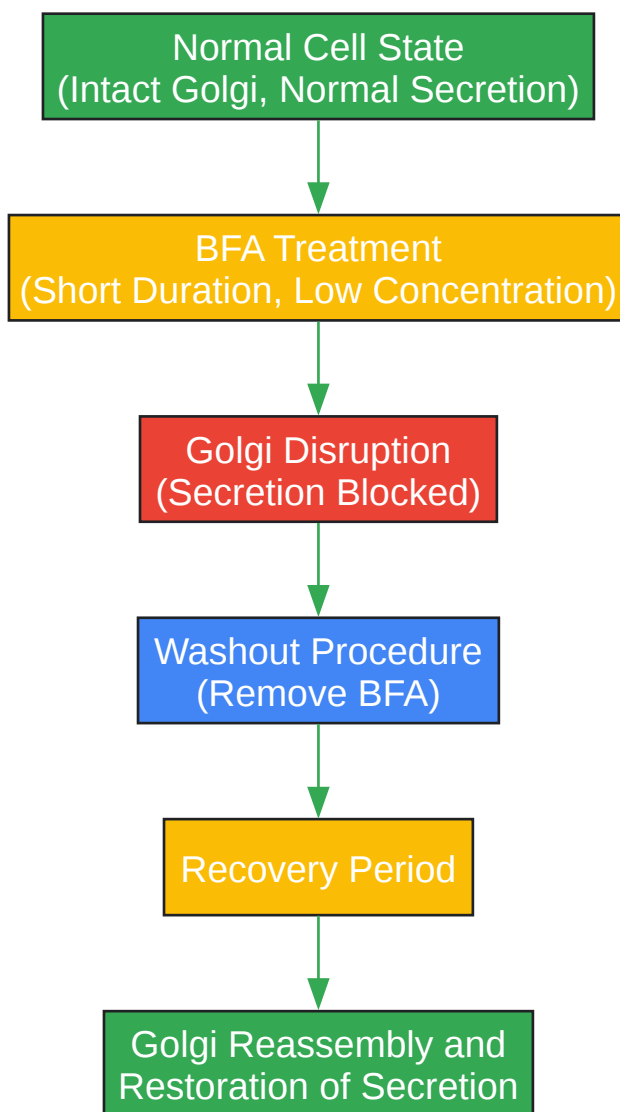 Normal Cell State
(Intact Golgi, Normal Secretion)
BFA Treatment
(Short Duration, Low Concentration)
Golgi Disruption
(Secretion Blocked)
Washout Procedure
(Remove BFA)
Recovery Period
Golgi Reassembly and
Restoration of Secretion